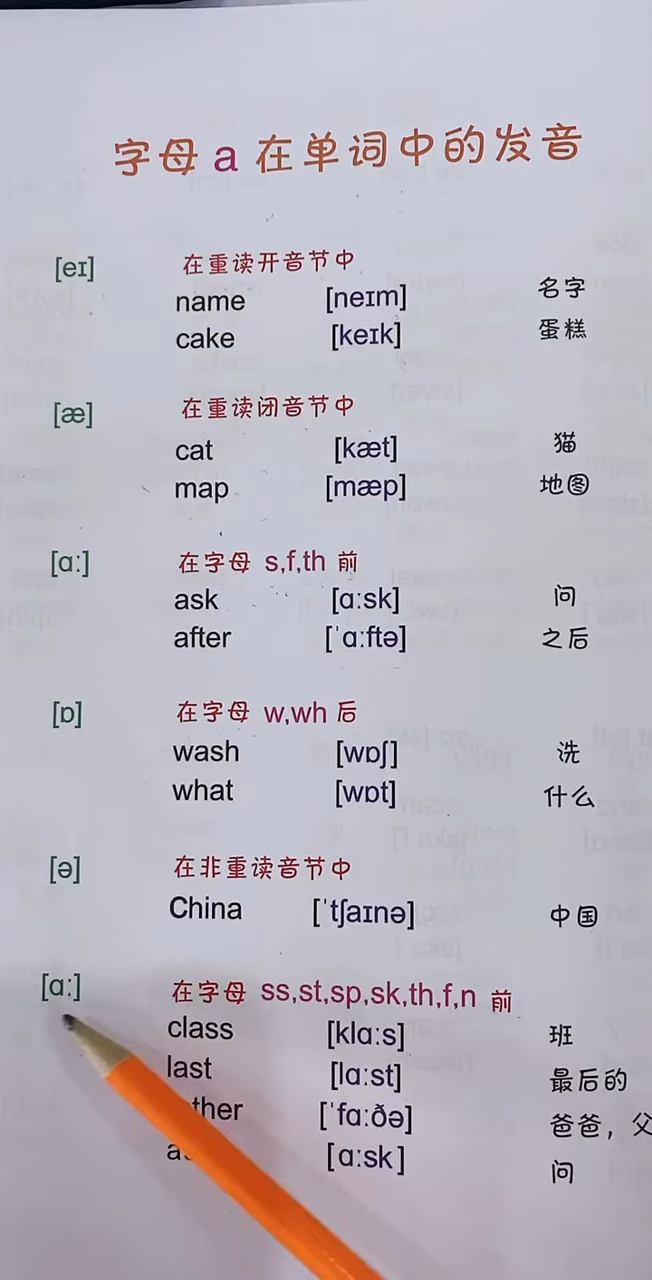 字母 a 在单词中的发音
[eɪ] 在重读开音节中
name [neɪm] 名字
cake [keɪk] 蛋糕
[æ] 在重读闭音节中
cat [kæt] 猫
map [mæp] 地图
[ɑː] 在字母 s,f,th 前
ask [ɑːsk] 问
after [ˈɑːftə] 之后
[ɒ] 在字母 w,wh 后
wash [wɒʃ] 洗
what [wɒt] 什么
[ə] 在非重读音节中
China [ˈtʃaɪnə] 中国
[ɑː] 在字母 ss,st,sp,sk,th,f,n 前
class [klɑːs] 班
last [lɑːst] 最后的
ther [ˈfɑːðə] 爸爸，父
a [ɑːsk] 问